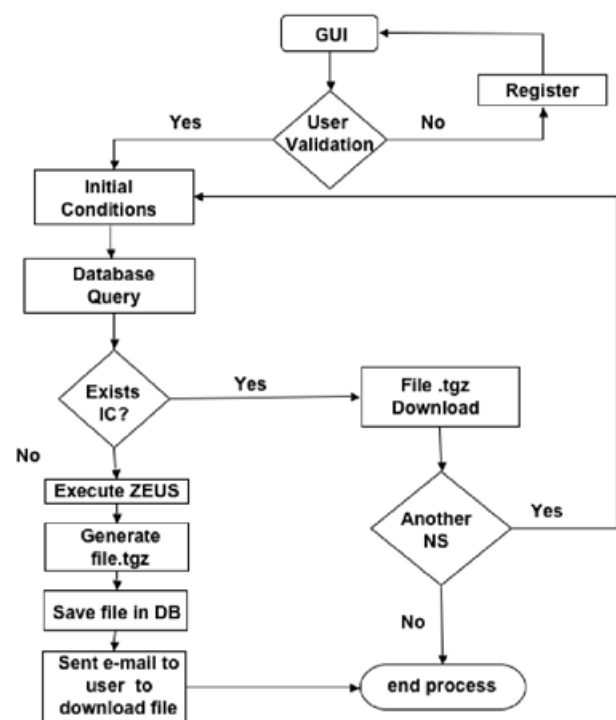 GUI
Register
User
Validation
Yes
No
Initial
Conditions
Database
Query
Exists
IC?
Yes
File .tgz
Download
No
Execute ZEUS
Generate
file.tgz
Another
NS
Yes
Save file in DB
No
Sent e-mail to
user to
download file
end process